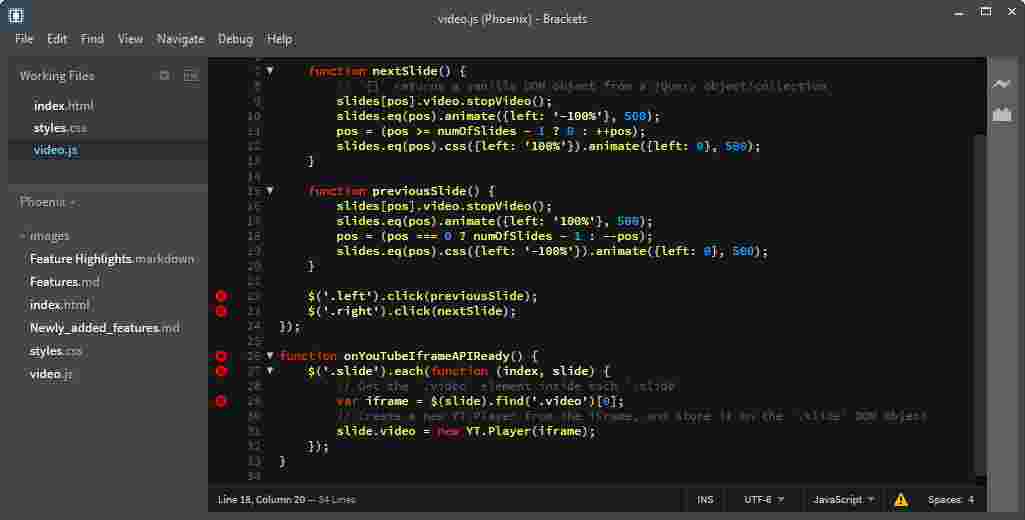 video.js (Phoenix) - Brackets
File Edit Find View Navigate Debug Help
Working Files
index.html
styles.css
video.js
Phoenix
images
Feature Highlights.markdown
Features.md
index.html
Newly_added_features.md
styles.css
video.js
7 function nextSlide() {
8 // returns a vanilla DOM object from a jQuery object/collection
9 slides[pos].video.stopVideo();
10 slides.eq(pos).animate({left: '-100%'}, 500);
11 pos = (pos >= numOfSlides - 1 ? 0 : ++pos);
12 slides.eq(pos).css({left: '100%'}).animate({left: 0}, 500);
13 }
14
15 function previousSlide() {
16 slides[pos].video.stopVideo();
17 slides.eq(pos).animate({left: '100%'}, 500);
18 pos = (pos === 0 ? numOfSlides - 1 : --pos);
19 slides.eq(pos).css({left: '-100%'}).animate({left: 0}, 500);
20 }
21
22 $('.left').click(previousSlide);
23 $('.right').click(nextSlide);
24 });
25
26 function onYouTubeIframeAPIReady() {
27 $('.slide').each(function (index, slide) {
28 // Get the `.video` element inside each `.slide`
29 var iframe = $(slide).find('.video')[0];
30 // Create a new YT.Player from the iframe, and store it on the `.slide` DOM object
31 slide.video = new YT.Player(iframe);
32 });
33 }
34
Line 18, Column 20 — 34 Lines
INS UTF-8 JavaScript Spaces: 4